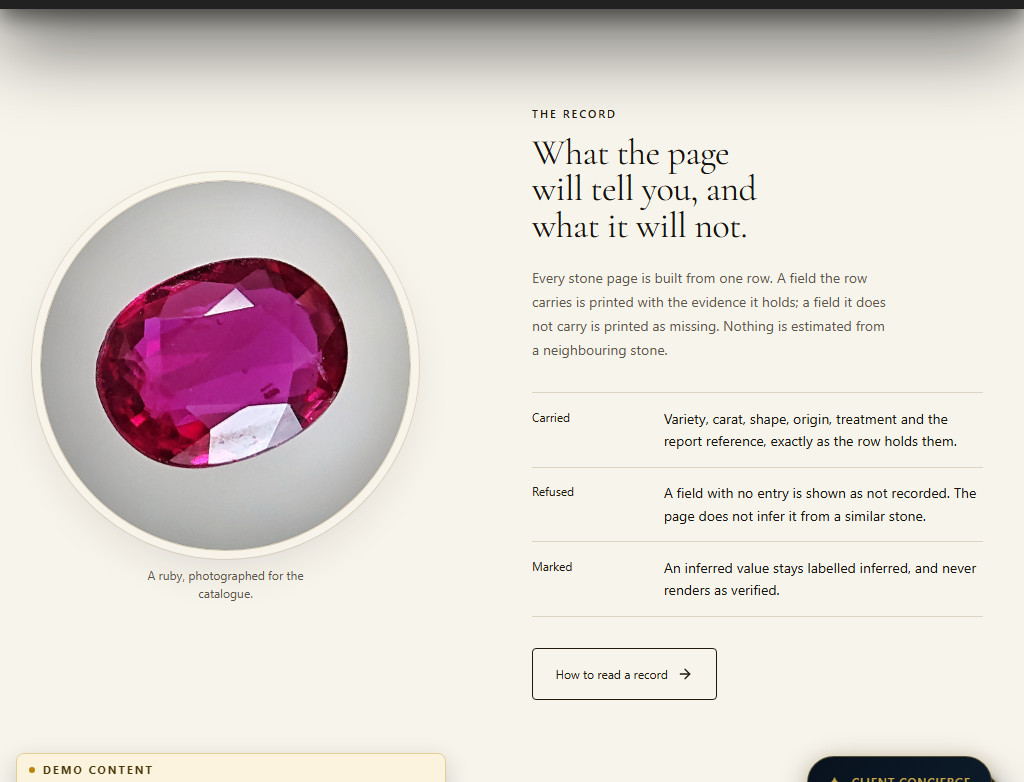 THE RECORD
What the page
will tell you, and
what it will not.
Every stone page is built from one row. A field the row
carries is printed with the evidence it holds; a field it does
not carry is printed as missing. Nothing is estimated from
a neighbouring stone.
Carried
Variety, carat, shape, origin, treatment and the
report reference, exactly as the row holds them.
Refused
A field with no entry is shown as not recorded. The
page does not infer it from a similar stone.
Marked
An inferred value stays labelled inferred, and never
renders as verified.
How to read a record
A ruby, photographed for the
catalogue.
DEMO CONTENT
CLIENT CONCIERGE